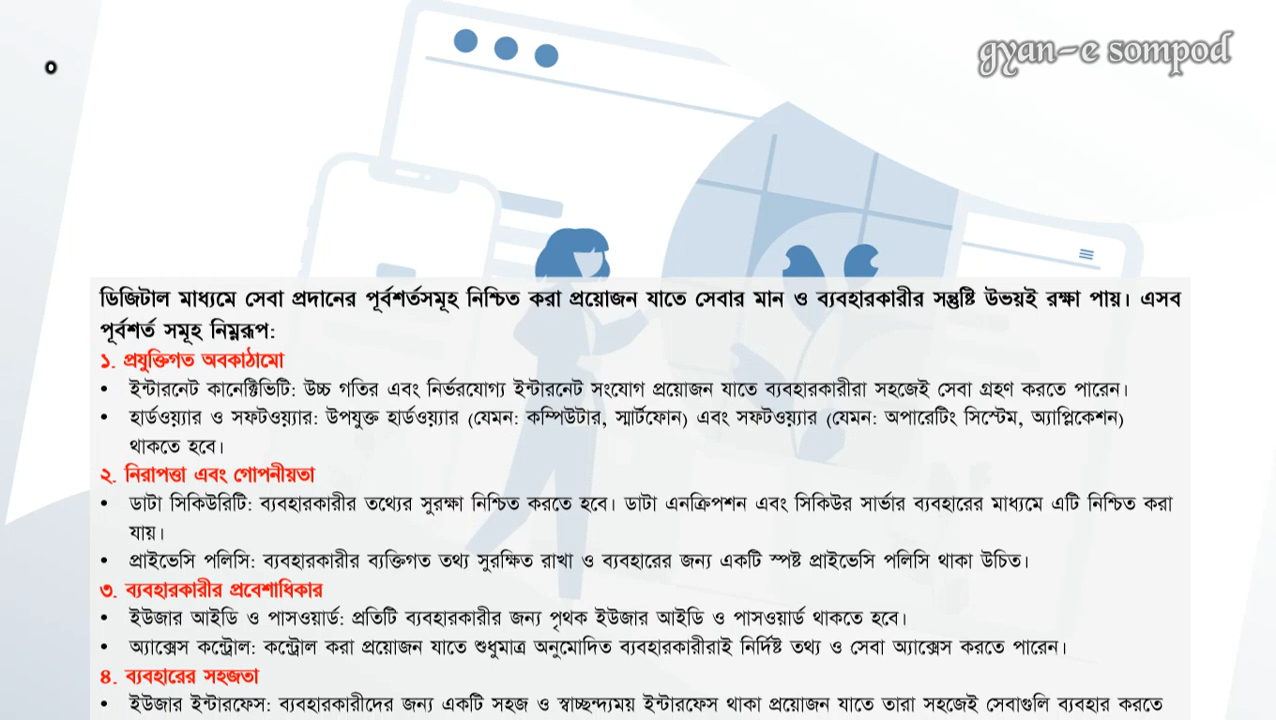 gyan-e sompod
ডিজিটাল মাধ্যমে সেবা প্রদানের পূর্বশর্তসমূহ নিশ্চিত করা প্রয়োজন যাতে সেবার মান ও ব্যবহারকারীর সন্তুষ্টি উভয়ই রক্ষা পায়। এসব
পূর্বশর্ত সমূহ নিম্নরূপ:
১. প্রযুক্তিগত অবকাঠামো
• ইন্টারনেট কানেক্টিভিটি: উচ্চ গতির এবং নির্ভরযোগ্য ইন্টারনেট সংযোগ প্রয়োজন যাতে ব্যবহারকারীরা সহজেই সেবা গ্রহণ করতে পারেন।
• হার্ডওয়্যার ও সফটওয়্যার: উপযুক্ত হার্ডওয়্যার (যেমন: কম্পিউটার, স্মার্টফোন) এবং সফটওয়্যার (যেমন: অপারেটিং সিস্টেম, অ্যাপ্লিকেশন)
থাকতে হবে।
২. নিরাপত্তা এবং গোপনীয়তা
• ডাটা সিকিউরিটি: ব্যবহারকারীর তথ্যের সুরক্ষা নিশ্চিত করতে হবে। ডাটা এনক্রিপশন এবং সিকিউর সার্ভার ব্যবহারের মাধ্যমে এটি নিশ্চিত করা
যায়।
• প্রাইভেসি পলিসি: ব্যবহারকারীর ব্যক্তিগত তথ্য সুরক্ষিত রাখা ও ব্যবহারের জন্য একটি স্পষ্ট প্রাইভেসি পলিসি থাকা উচিত।
৩. ব্যবহারকারীর প্রবেশাধিকার
• ইউজার আইডি ও পাসওয়ার্ড: প্রতিটি ব্যবহারকারীর জন্য পৃথক ইউজার আইডি ও পাসওয়ার্ড থাকতে হবে।
• অ্যাক্সেস কন্ট্রোল: কন্ট্রোল করা প্রয়োজন যাতে শুধুমাত্র অনুমোদিত ব্যবহারকারীরাই নির্দিষ্ট তথ্য ও সেবা অ্যাক্সেস করতে পারেন।
৪. ব্যবহারের সহজতা
• ইউজার ইন্টারফেস: ব্যবহারকারীদের জন্য একটি সহজ ও স্বাচ্ছন্দ্যময় ইন্টারফেস থাকা প্রয়োজন যাতে তারা সহজেই সেবাগুলি ব্যবহার করতে